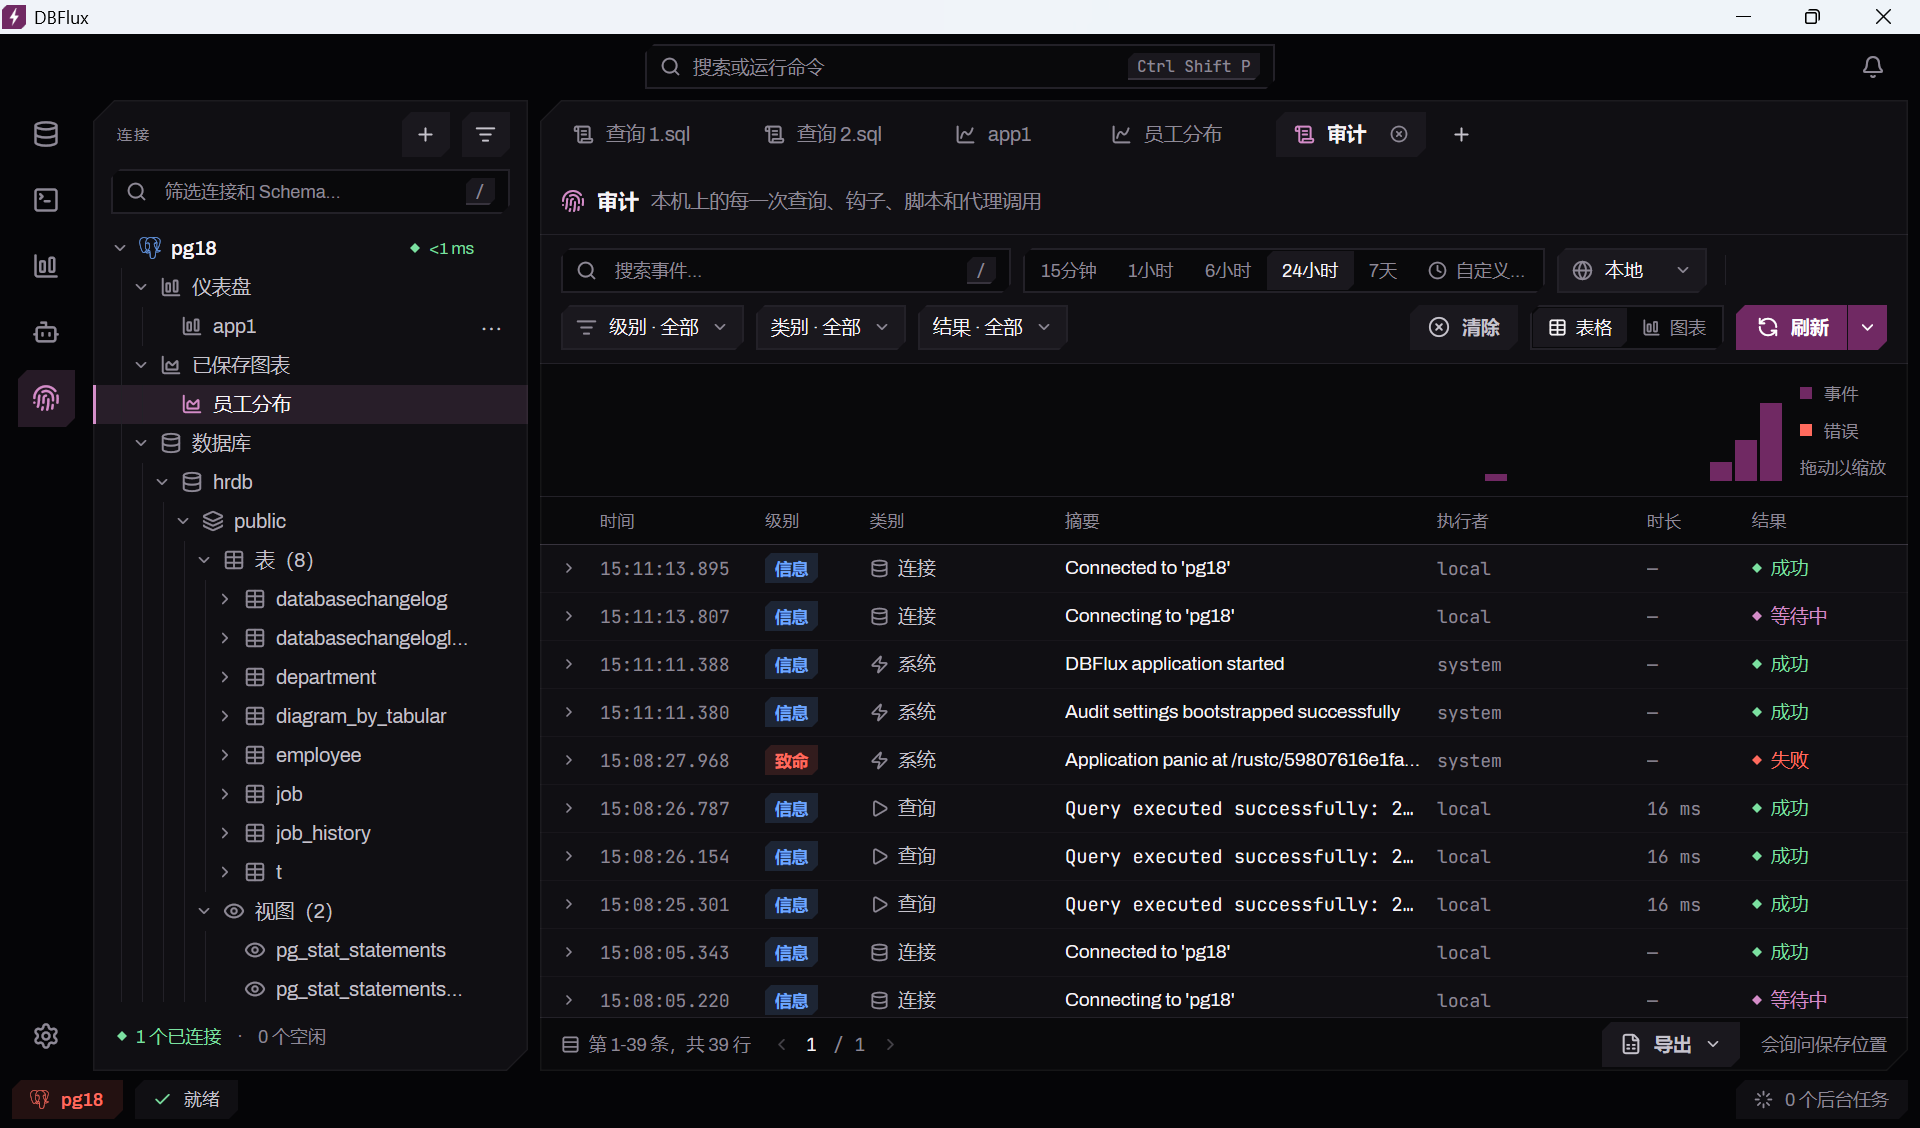 DBFlux
搜索或运行命令 Ctrl Shift P
连接
筛选连接和 Schema... /
pg18 <1 ms
仪表盘
app1 ...
已保存图表
员工分布
数据库
hrdb
public
表 (8)
databasechangelog
databasechangelogl...
department
diagram_by_tabular
employee
job
job_history
t
视图 (2)
pg_stat_statements
pg_stat_statements...
1 个已连接 · 0 个空闲
查询 1.sql 查询 2.sql app1 员工分布 审计
审计 本机上的每一次查询、钩子、脚本和代理调用
搜索事件... / 15分钟 1小时 6小时 24小时 7天 自定义... 本地
级别 · 全部 类别 · 全部 结果 · 全部 清除 表格 图表 刷新
事件
错误
拖动以缩放
时间 级别 类别 摘要 执行者 时长 结果
15:11:13.895 信息 连接 Connected to 'pg18' local — 成功
15:11:13.807 信息 连接 Connecting to 'pg18' local — 等待中
15:11:11.388 信息 系统 DBFlux application started system — 成功
15:11:11.380 信息 系统 Audit settings bootstrapped successfully system — 成功
15:08:27.968 致命 系统 Application panic at /rustc/59807616e1fa... system — 失败
15:08:26.787 信息 查询 Query executed successfully: 2... local 16 ms 成功
15:08:26.154 信息 查询 Query executed successfully: 2... local 16 ms 成功
15:08:25.301 信息 查询 Query executed successfully: 2... local 16 ms 成功
15:08:05.343 信息 连接 Connected to 'pg18' local — 成功
15:08:05.220 信息 连接 Connecting to 'pg18' local — 等待中
第 1-39 条，共 39 行 1 / 1 导出 会询问保存位置
pg18 就绪 0 个后台任务